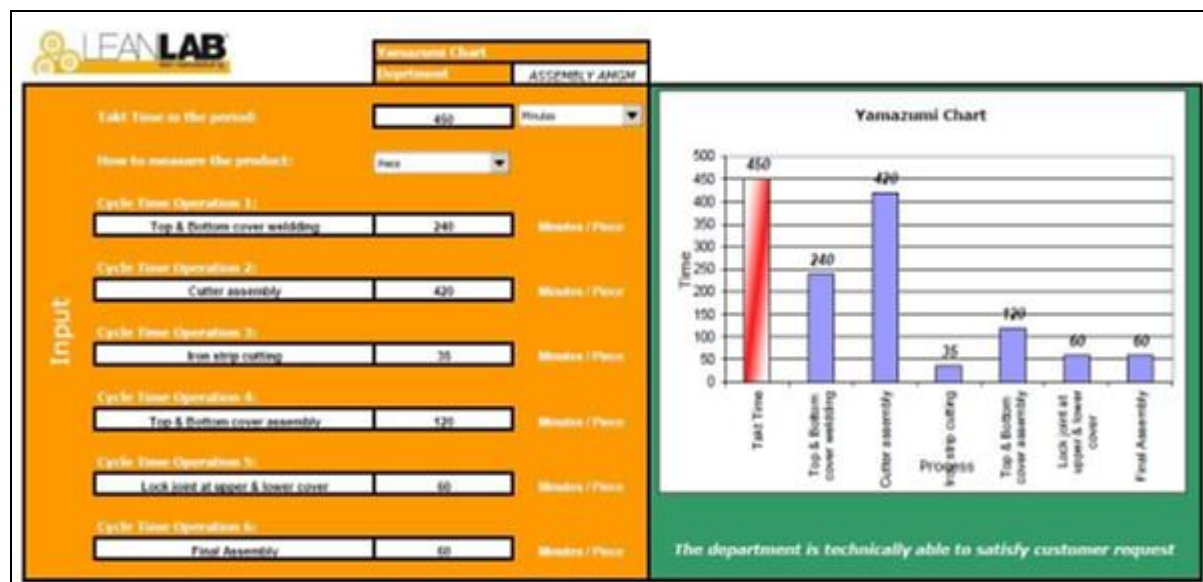 LEANLAB
Yamazumi Chart
Deprtment
ASSEMBLY AMGM
Takt Time in the period:
450
Minutes
How to measure the product:
Piece
Cycle Time Operation 1:
Top & Bottom cover weldding
240
Minutes / Piece
Cycle Time Operation 2:
Cutter assembly
420
Minutes / Piece
Cycle Time Operation 3:
Iron strip cutting
35
Minutes / Piece
Cycle Time Operation 4:
Top & Bottom cover assembly
120
Minutes / Piece
Cycle Time Operation 5:
Lock joint at upper & lower cover
60
Minutes / Piece
Cycle Time Operation 6:
Final Assembly
60
Minutes / Piece
Input
Yamazumi Chart
Time
500
450
400
350
300
250
200
150
100
50
0
450
240
420
35
120
60
60
Takt Time
Top & Bottom
cover weldding
Cutter assembly
Iron strip cutting
Top & Bottom
cover assembly
Lock joint at
upper & lower
cover
Final Assembly
Process
The department is technically able to satisfy customer request